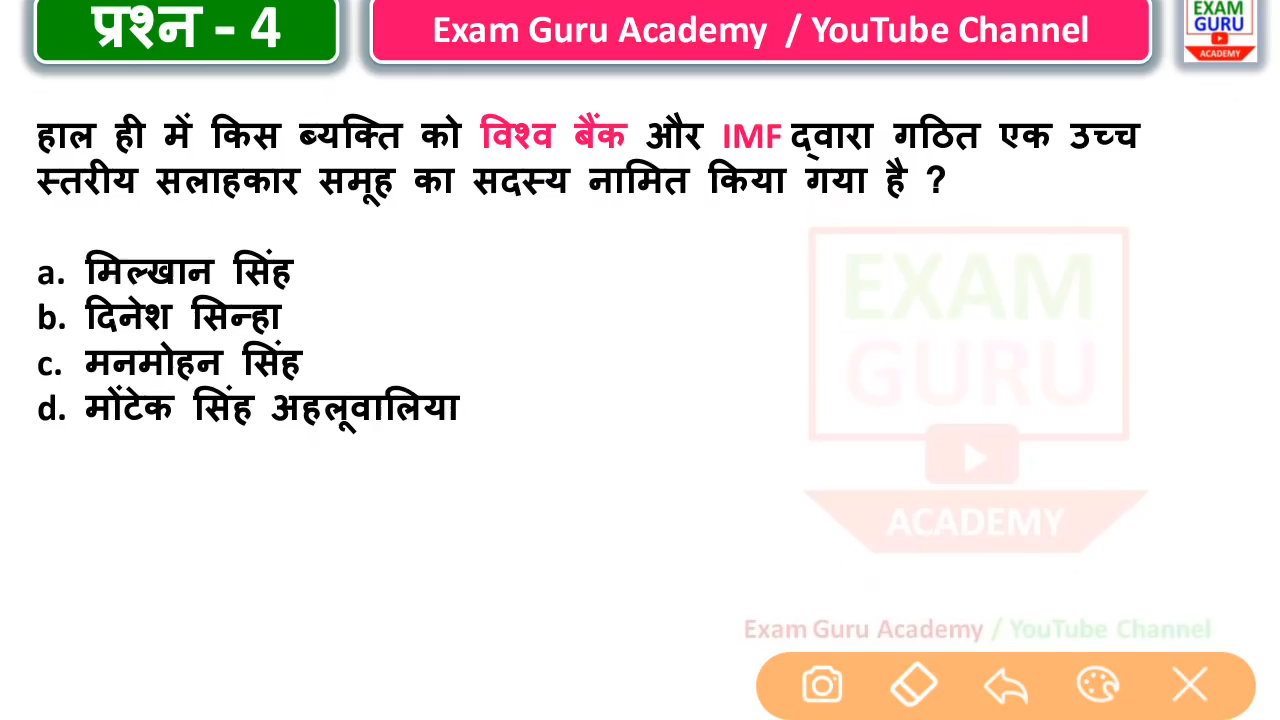 प्रश्न - 4
Exam Guru Academy / YouTube Channel
EXAM
GURU
ACADEMY
हाल ही में किस ब्यक्ति को विश्व बैंक और IMF द्वारा गठित एक उच्च
स्तरीय सलाहकार समूह का सदस्य नामित किया गया है ?
a. मिल्खान सिंह
b. दिनेश सिन्हा
c. मनमोहन सिंह
d. मोंटेक सिंह अहलूवालिया
EXAM
GURU
ACADEMY
Exam Guru Academy / YouTube Channel